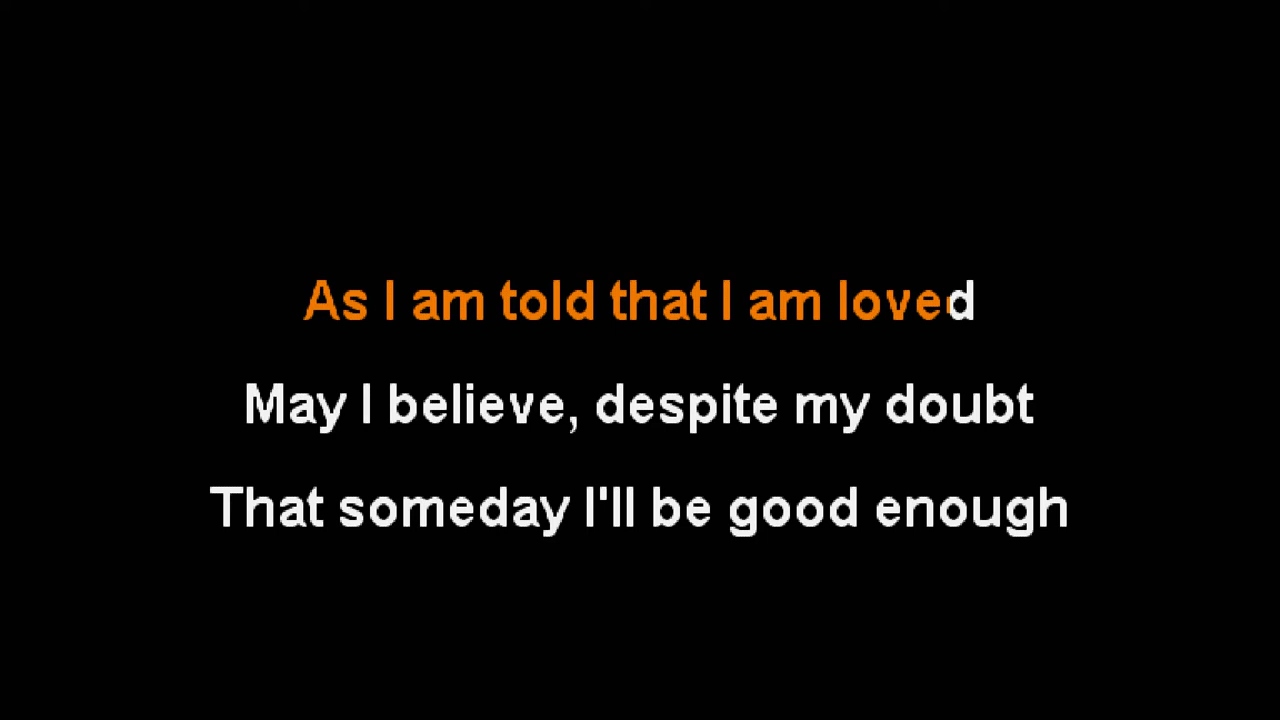 As I am told that I am loved
May I believe, despite my doubt
That someday I'll be good enough